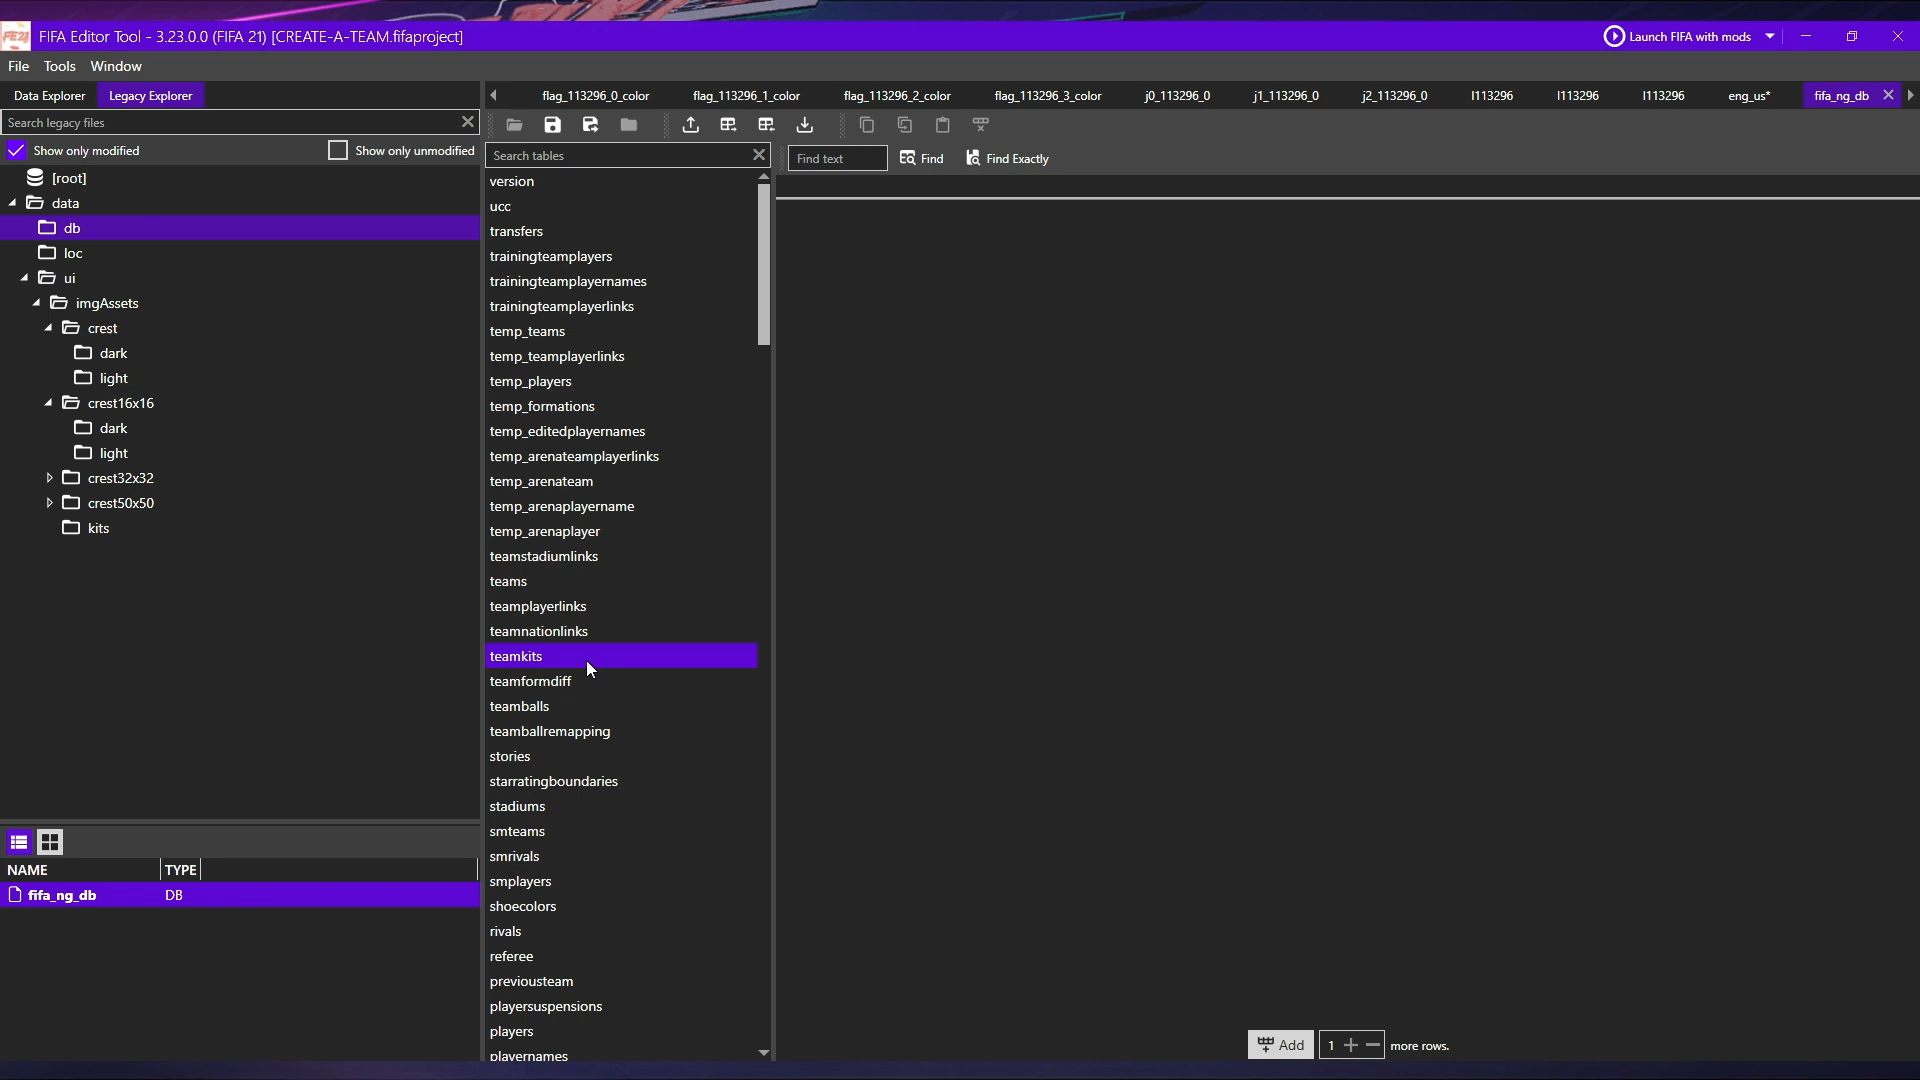 FIFA Editor Tool - 3.23.0.0 (FIFA 21) [CREATE-A-TEAM.fifaproject]
Launch FIFA with mods
File Tools Window
Data Explorer Legacy Explorer
flag_113296_0_color flag_113296_1_color flag_113296_2_color flag_113296_3_color j0_113296_0 j1_113296_0 j2_113296_0 l113296 l113296 l113296 eng_us* fifa_ng_db
Search legacy files
Show only modified Show only unmodified
[root]
data
db
loc
ui
imgAssets
crest
dark
light
crest16x16
dark
light
crest32x32
crest50x50
kits
NAME TYPE
fifa_ng_db DB
Search tables
Find text Find Find Exactly
version
ucc
transfers
trainingteamplayers
trainingteamplayernames
trainingteamplayerlinks
temp_teams
temp_teamplayerlinks
temp_players
temp_formations
temp_editedplayernames
temp_arenateamplayerlinks
temp_arenateam
temp_arenaplayername
temp_arenaplayer
teamstadiumlinks
teams
teamplayerlinks
teamnationlinks
teamkits
teamformdiff
teamballs
teamballremapping
stories
starratingboundaries
stadiums
smteams
smrivals
smplayers
shoecolors
rivals
referee
previousteam
playersuspensions
players
playernames
Add 1 more rows.